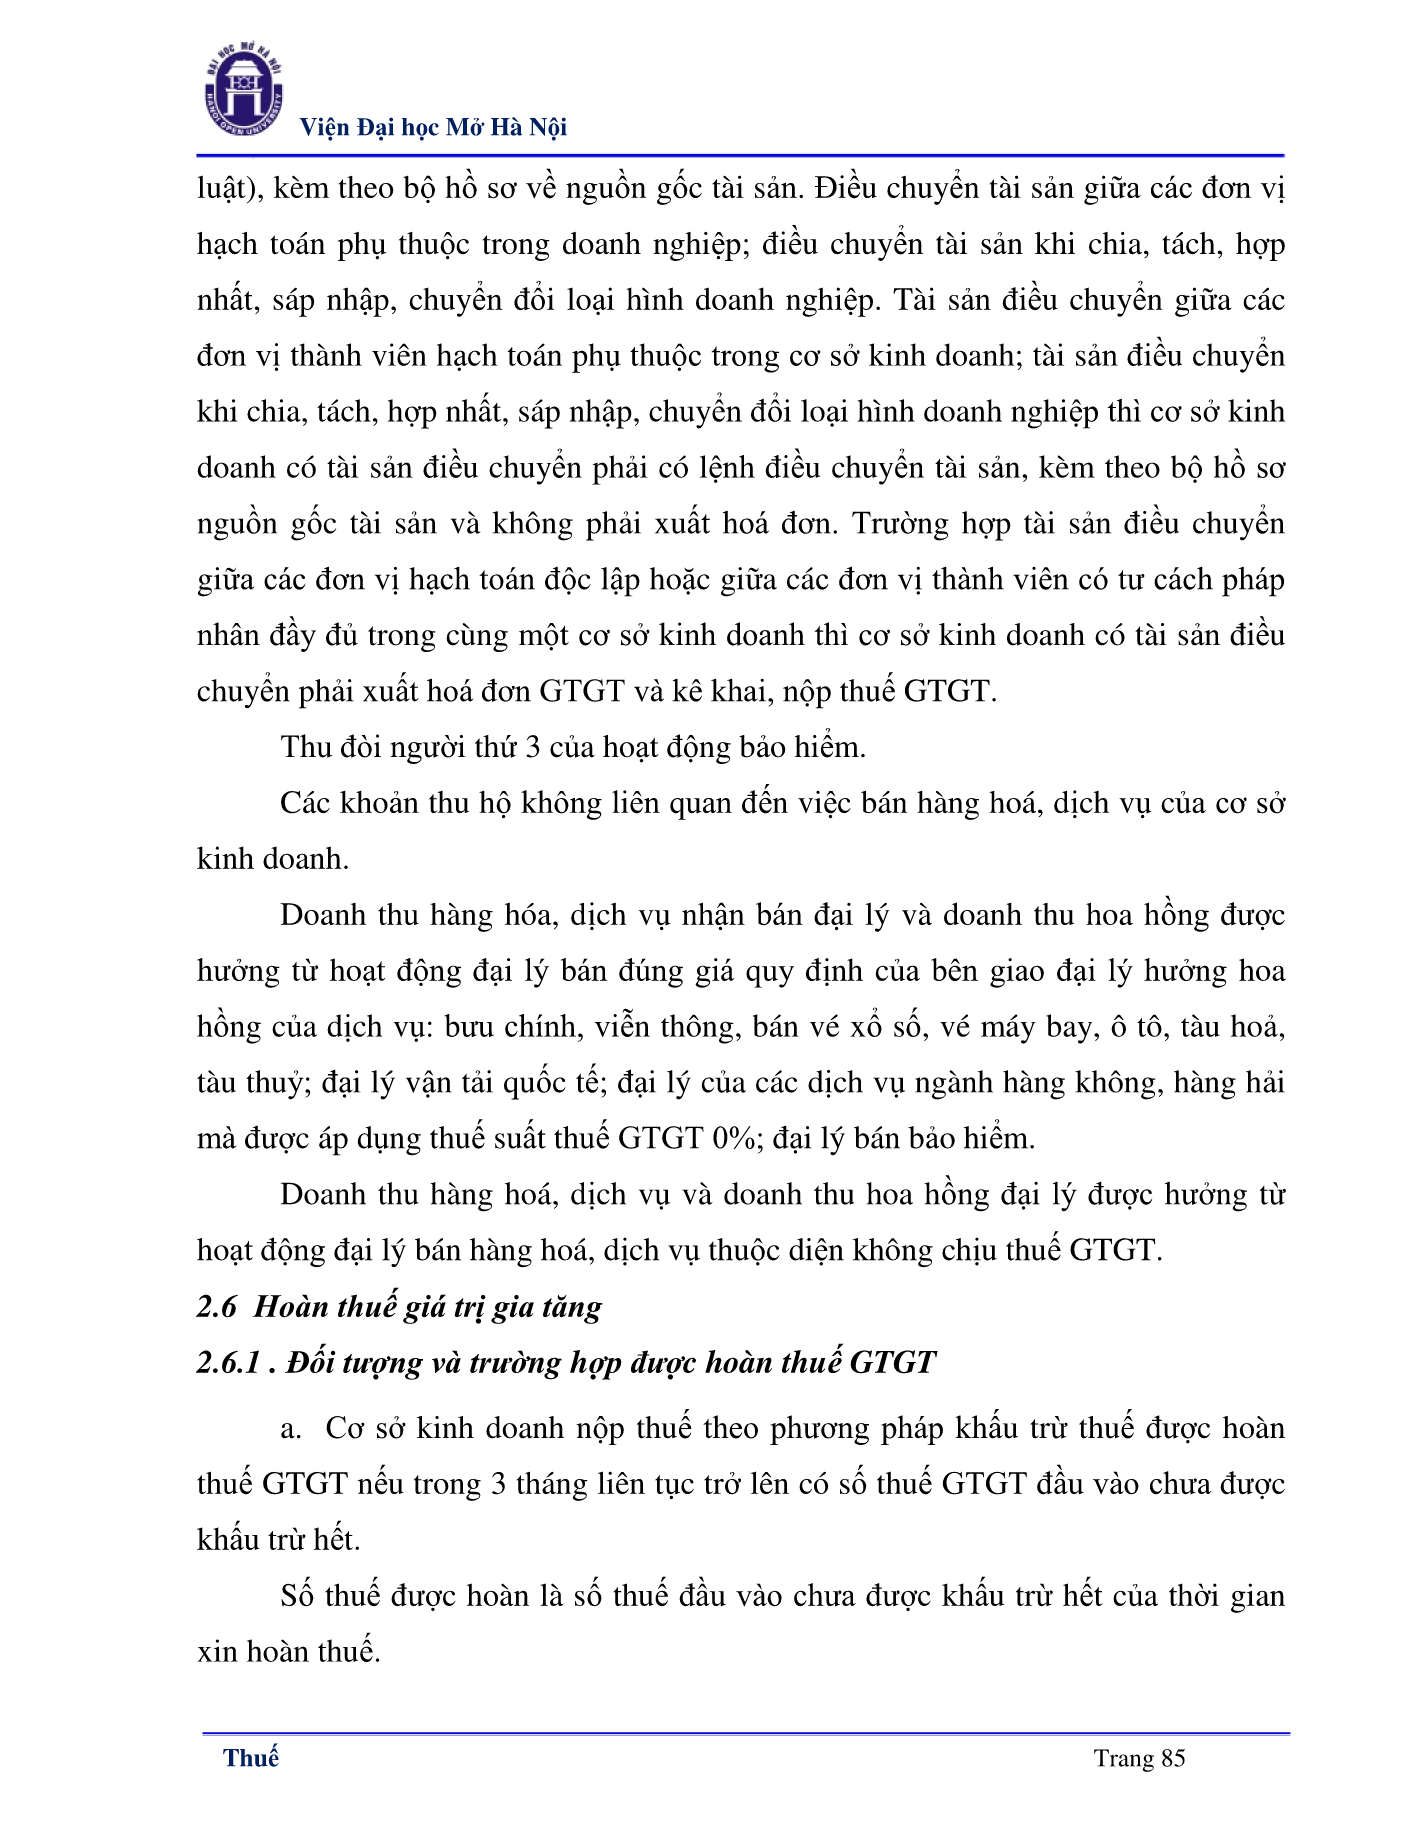 ĐẠI HỌC MỞ HÀ NỘI
HANOI OPEN UNIVERSITY
Viện Đại học Mở Hà Nội
luật), kèm theo bộ hồ sơ về nguồn gốc tài sản. Điều chuyển tài sản giữa các đơn vị
hạch toán phụ thuộc trong doanh nghiệp; điều chuyển tài sản khi chia, tách, hợp
nhất, sáp nhập, chuyển đổi loại hình doanh nghiệp. Tài sản điều chuyển giữa các
đơn vị thành viên hạch toán phụ thuộc trong cơ sở kinh doanh; tài sản điều chuyển
khi chia, tách, hợp nhất, sáp nhập, chuyển đổi loại hình doanh nghiệp thì cơ sở kinh
doanh có tài sản điều chuyển phải có lệnh điều chuyển tài sản, kèm theo bộ hồ sơ
nguồn gốc tài sản và không phải xuất hoá đơn. Trường hợp tài sản điều chuyển
giữa các đơn vị hạch toán độc lập hoặc giữa các đơn vị thành viên có tư cách pháp
nhân đầy đủ trong cùng một cơ sở kinh doanh thì cơ sở kinh doanh có tài sản điều
chuyển phải xuất hoá đơn GTGT và kê khai, nộp thuế GTGT.
Thu đòi người thứ 3 của hoạt động bảo hiểm.
Các khoản thu hộ không liên quan đến việc bán hàng hoá, dịch vụ của cơ sở
kinh doanh.
Doanh thu hàng hóa, dịch vụ nhận bán đại lý và doanh thu hoa hồng được
hưởng từ hoạt động đại lý bán đúng giá quy định của bên giao đại lý hưởng hoa
hồng của dịch vụ: bưu chính, viễn thông, bán vé xổ số, vé máy bay, ô tô, tàu hoả,
tàu thuỷ; đại lý vận tải quốc tế; đại lý của các dịch vụ ngành hàng không, hàng hải
mà được áp dụng thuế suất thuế GTGT 0%; đại lý bán bảo hiểm.
Doanh thu hàng hoá, dịch vụ và doanh thu hoa hồng đại lý được hưởng từ
hoạt động đại lý bán hàng hoá, dịch vụ thuộc diện không chịu thuế GTGT.
2.6 Hoàn thuế giá trị gia tăng
2.6.1 . Đối tượng và trường hợp được hoàn thuế GTGT
a. Cơ sở kinh doanh nộp thuế theo phương pháp khấu trừ thuế được hoàn
thuế GTGT nếu trong 3 tháng liên tục trở lên có số thuế GTGT đầu vào chưa được
khấu trừ hết.
Số thuế được hoàn là số thuế đầu vào chưa được khấu trừ hết của thời gian
xin hoàn thuế.
Thuế Trang 85